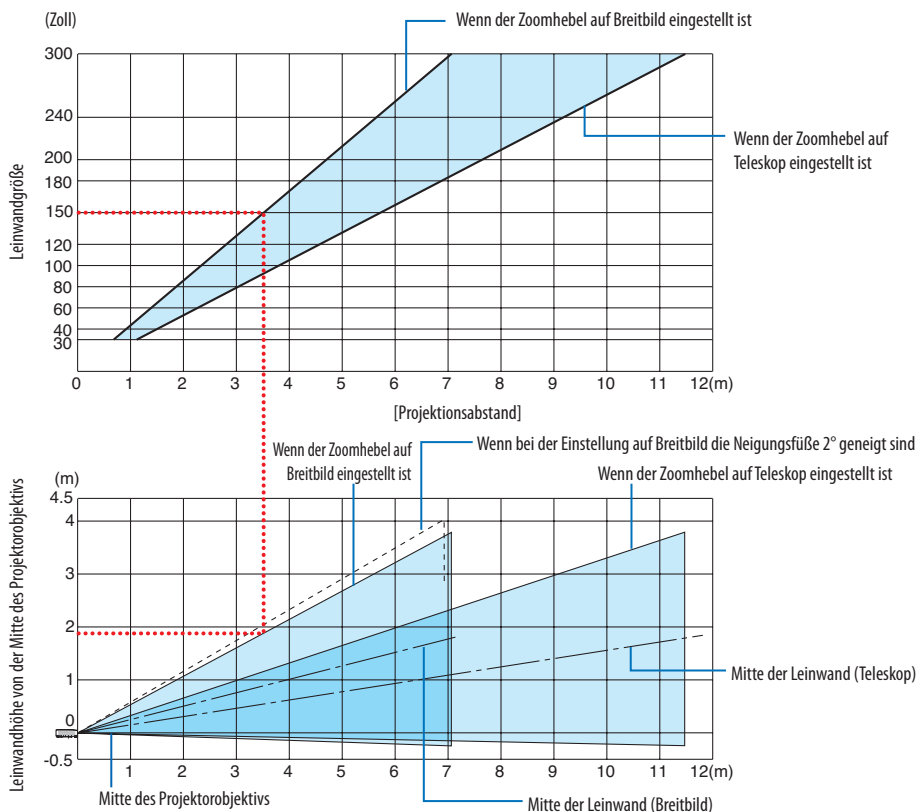 (Zoll)
Wenn der Zoomhebel auf Breitbild eingestellt ist
300
240
200
180
150
120
100
80
60
40
30
Leinwandgröße
Wenn der Zoomhebel auf
Teleskop eingestellt ist
0 1 2 3 4 5 6 7 8 9 10 11 12(m)
[Projektionsabstand]
Wenn der Zoomhebel auf
Breitbild eingestellt ist
Wenn bei der Einstellung auf Breitbild die Neigungsfüße 2° geneigt sind
Wenn der Zoomhebel auf Teleskop eingestellt ist
(m)
4.5
4
3
2
1
0
-0.5
Leinwandhöhe von der Mitte des Projektorobjektivs
Mitte der Leinwand (Teleskop)
1 2 3 4 5 6 7 8 9 10 11 12(m)
Mitte des Projektorobjektivs
Mitte der Leinwand (Breitbild)